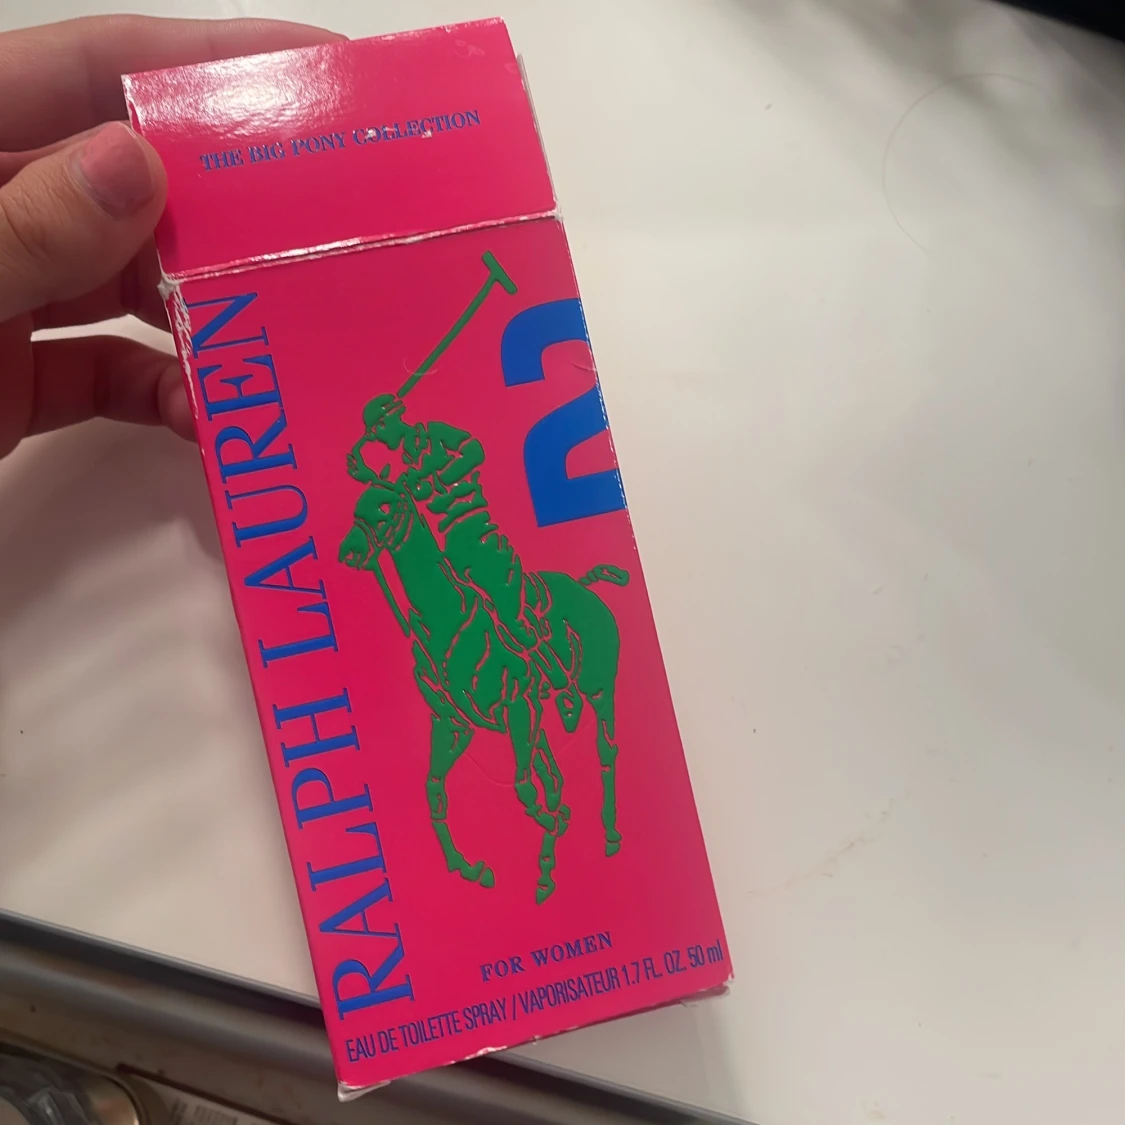 THE BIG PONY COLLECTION
RALPH LAUREN
2
FOR WOMEN
EAU DE TOILETTE SPRAY / VAPORISATEUR 1.7 FL. OZ. 50 ml